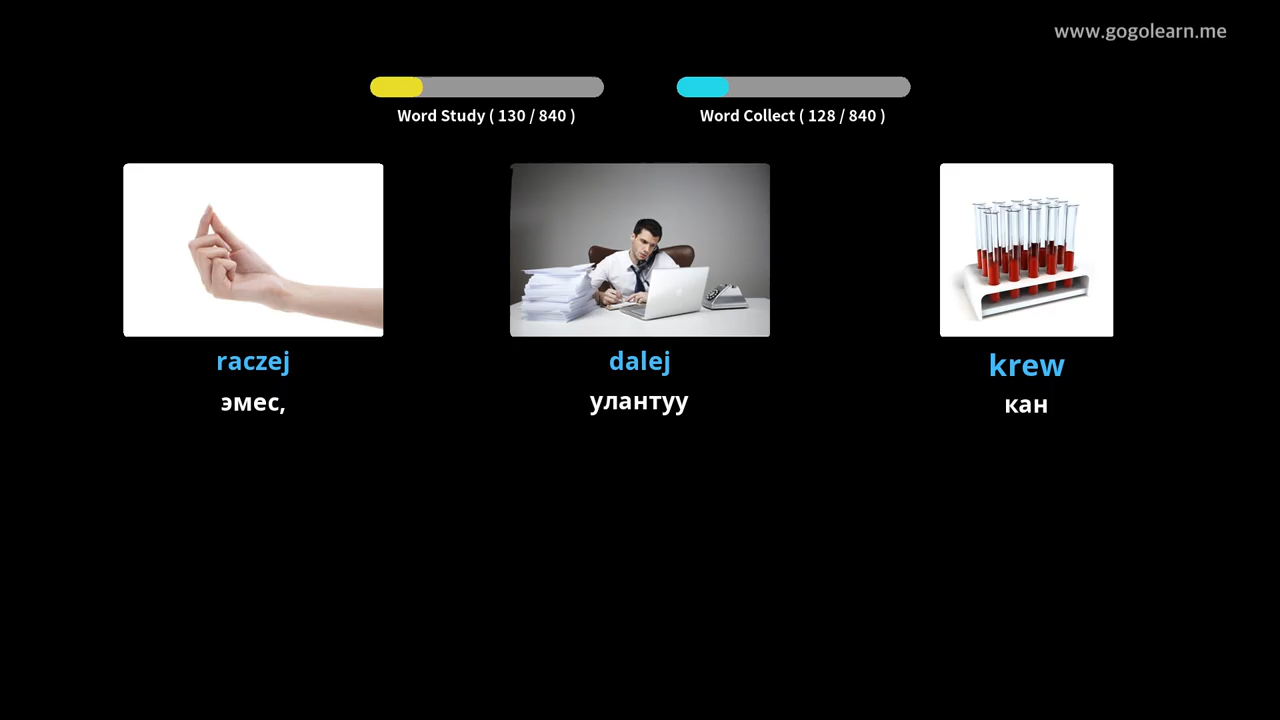 www.gogolearn.me
Word Study ( 130 / 840 )
Word Collect ( 128 / 840 )
raczej
эмес,
dalej
улантуу
krew
кан